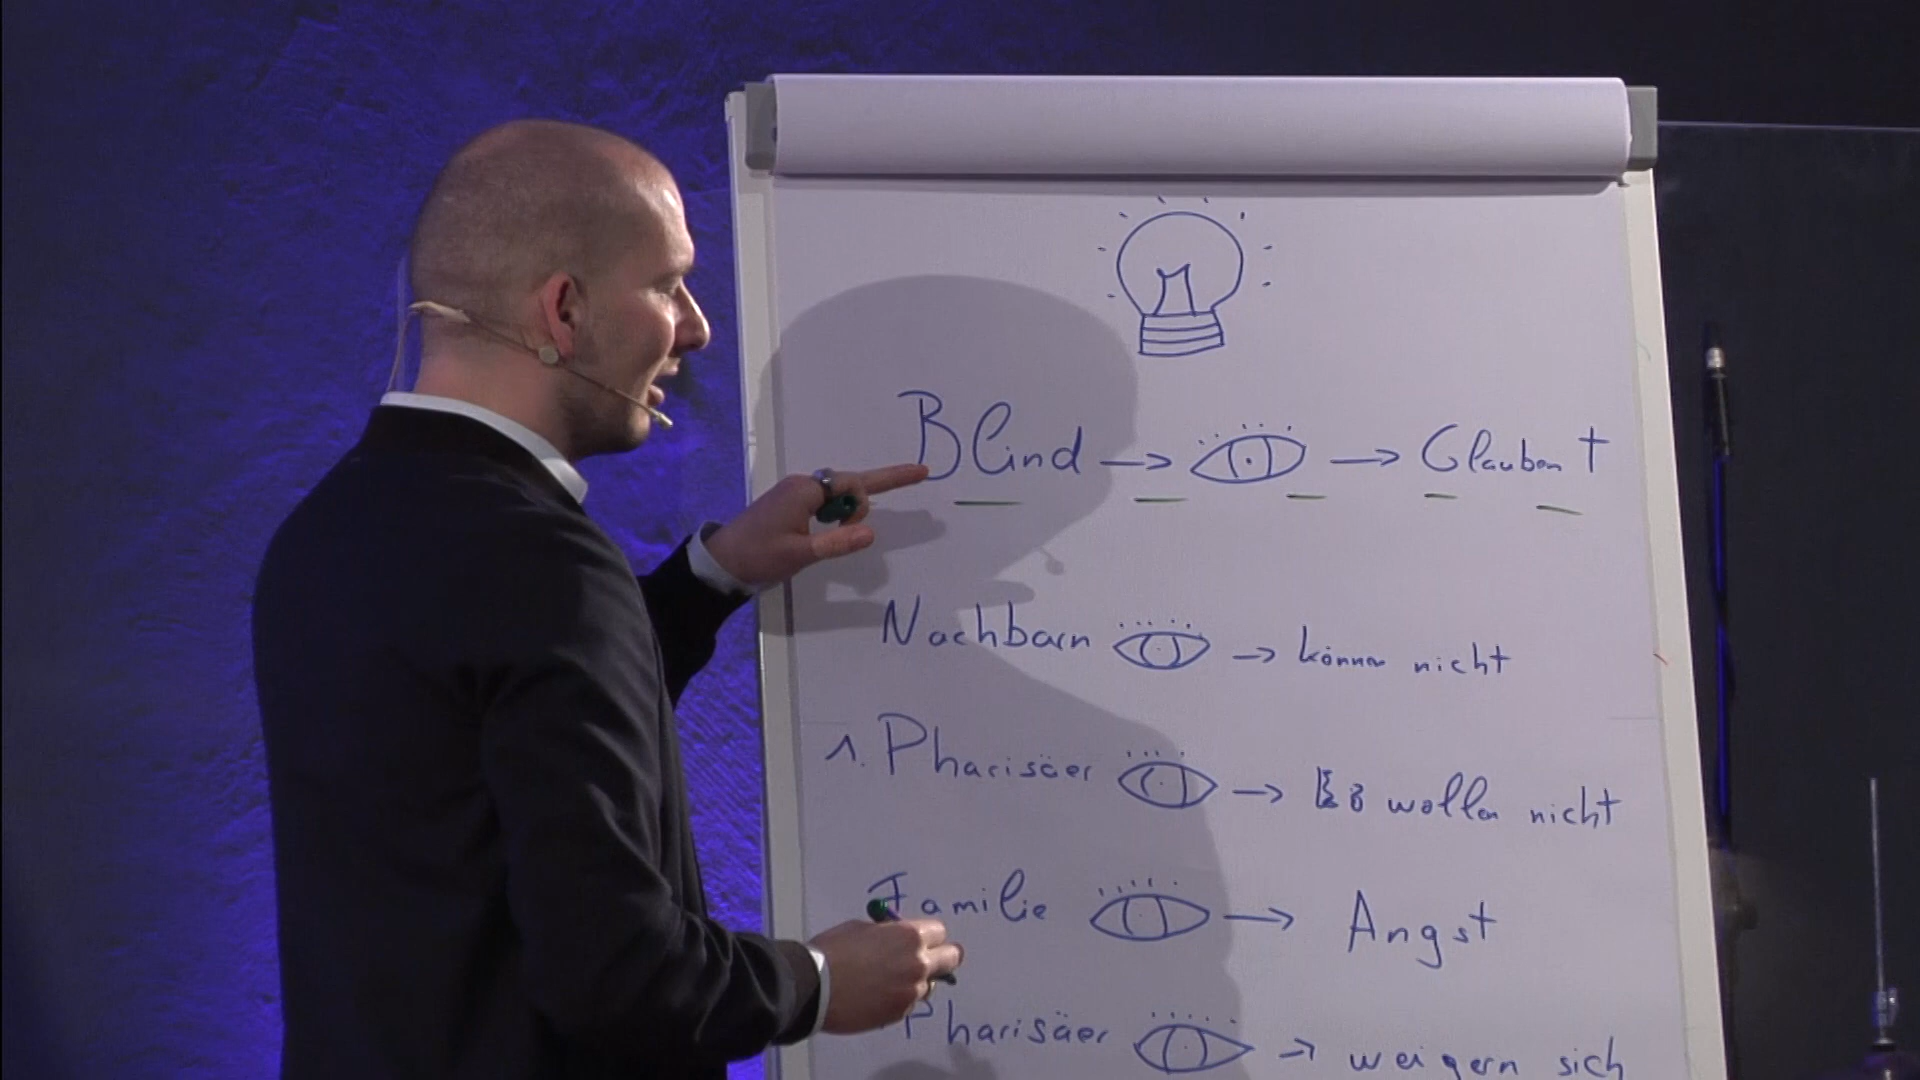 Blind → → Glauben †
Nachbarn → können nicht
1. Pharisäer → wollen nicht
Familie → Angst
Pharisäer → weigern sich